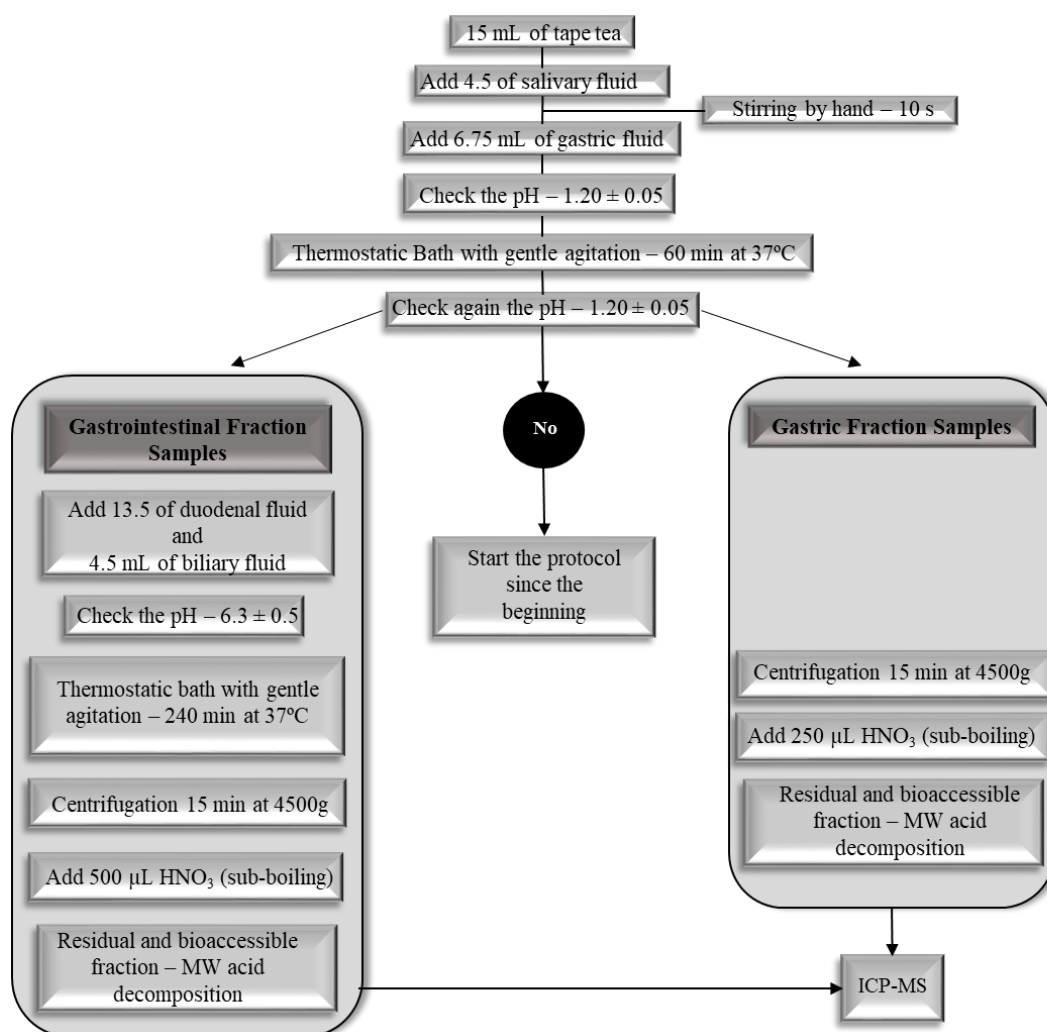 15 mL of tape tea
Add 4.5 of salivary fluid
Stirring by hand – 10 s
Add 6.75 mL of gastric fluid
Check the pH – 1.20 ± 0.05
Thermostatic Bath with gentle agitation – 60 min at 37ºC
Check again the pH – 1.20 ± 0.05
Gastrointestinal Fraction
Samples
Add 13.5 of duodenal fluid
and
4.5 mL of biliary fluid
Check the pH – 6.3 ± 0.5
Thermostatic bath with gentle
agitation – 240 min at 37ºC
Centrifugation 15 min at 4500g
Add 500 µL HNO₃ (sub-boiling)
Residual and bioaccessible
fraction – MW acid
decomposition
No
Start the protocol
since the
beginning
Gastric Fraction Samples
Centrifugation 15 min at 4500g
Add 250 µL HNO₃ (sub-boiling)
Residual and bioaccessible
fraction – MW acid
decomposition
ICP-MS